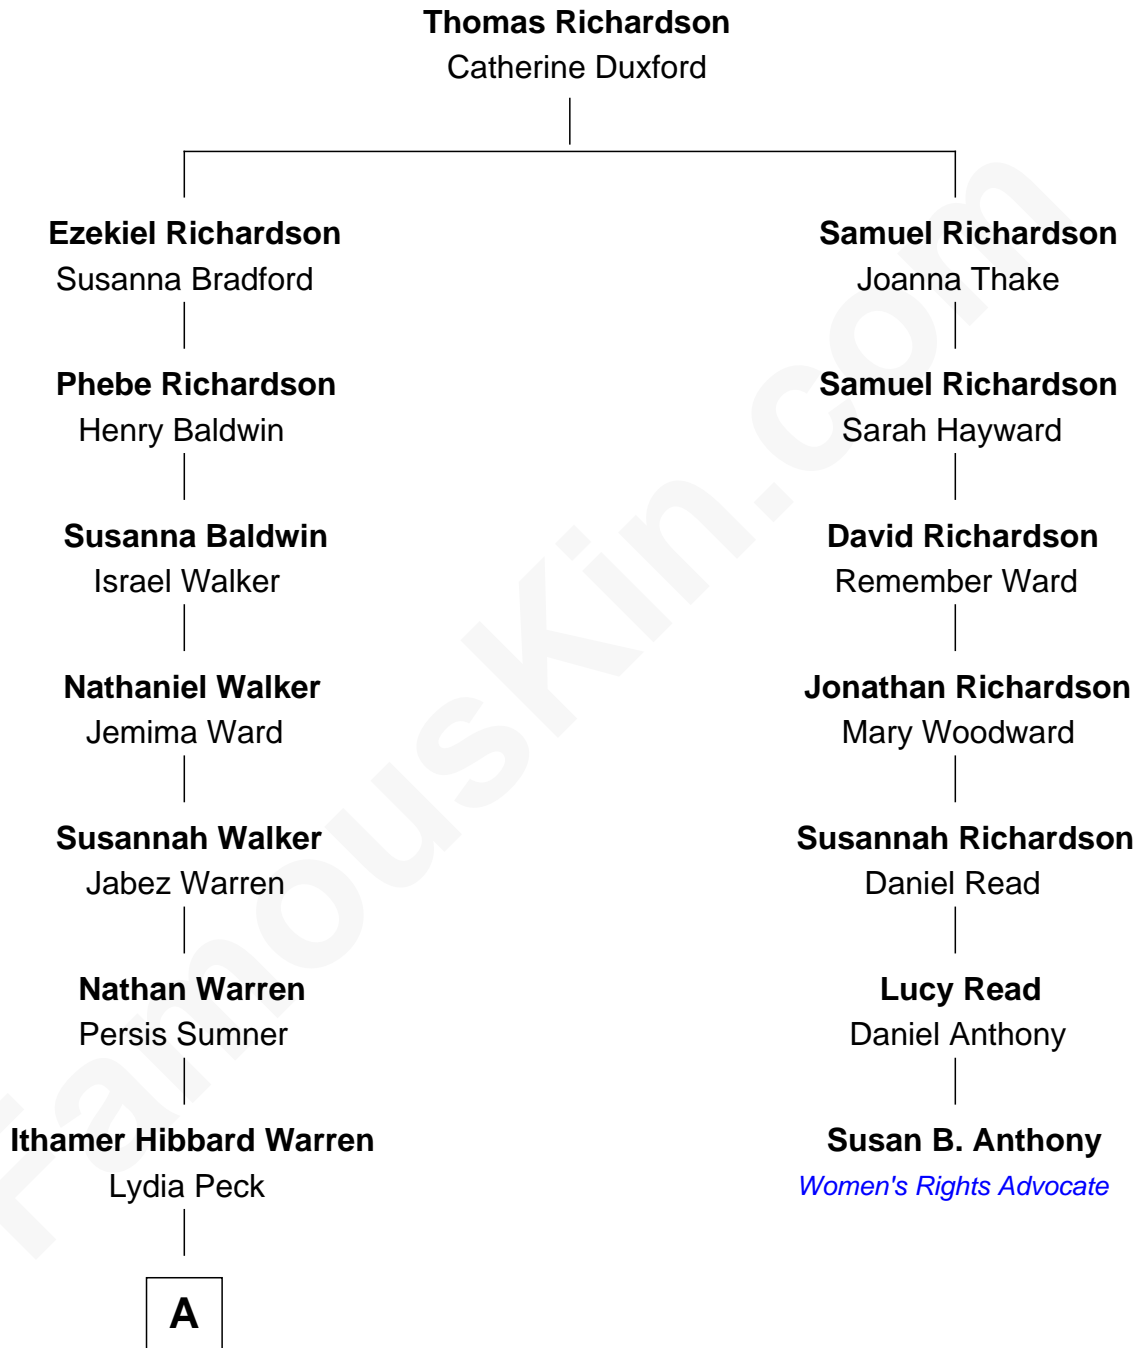 Thomas Richardson
Catherine Duxford
Ezekiel Richardson
Susanna Bradford
Samuel Richardson
Joanna Thake
Phebe Richardson
Henry Baldwin
Samuel Richardson
Sarah Hayward
Susanna Baldwin
Israel Walker
David Richardson
Remember Ward
Nathaniel Walker
Jemima Ward
Jonathan Richardson
Mary Woodward
Susannah Walker
Jabez Warren
Susannah Richardson
Daniel Read
Nathan Warren
Persis Sumner
Lucy Read
Daniel Anthony
Ithamer Hibbard Warren
Lydia Peck
Susan B. Anthony
Women's Rights Advocate
A
FamousKin.com